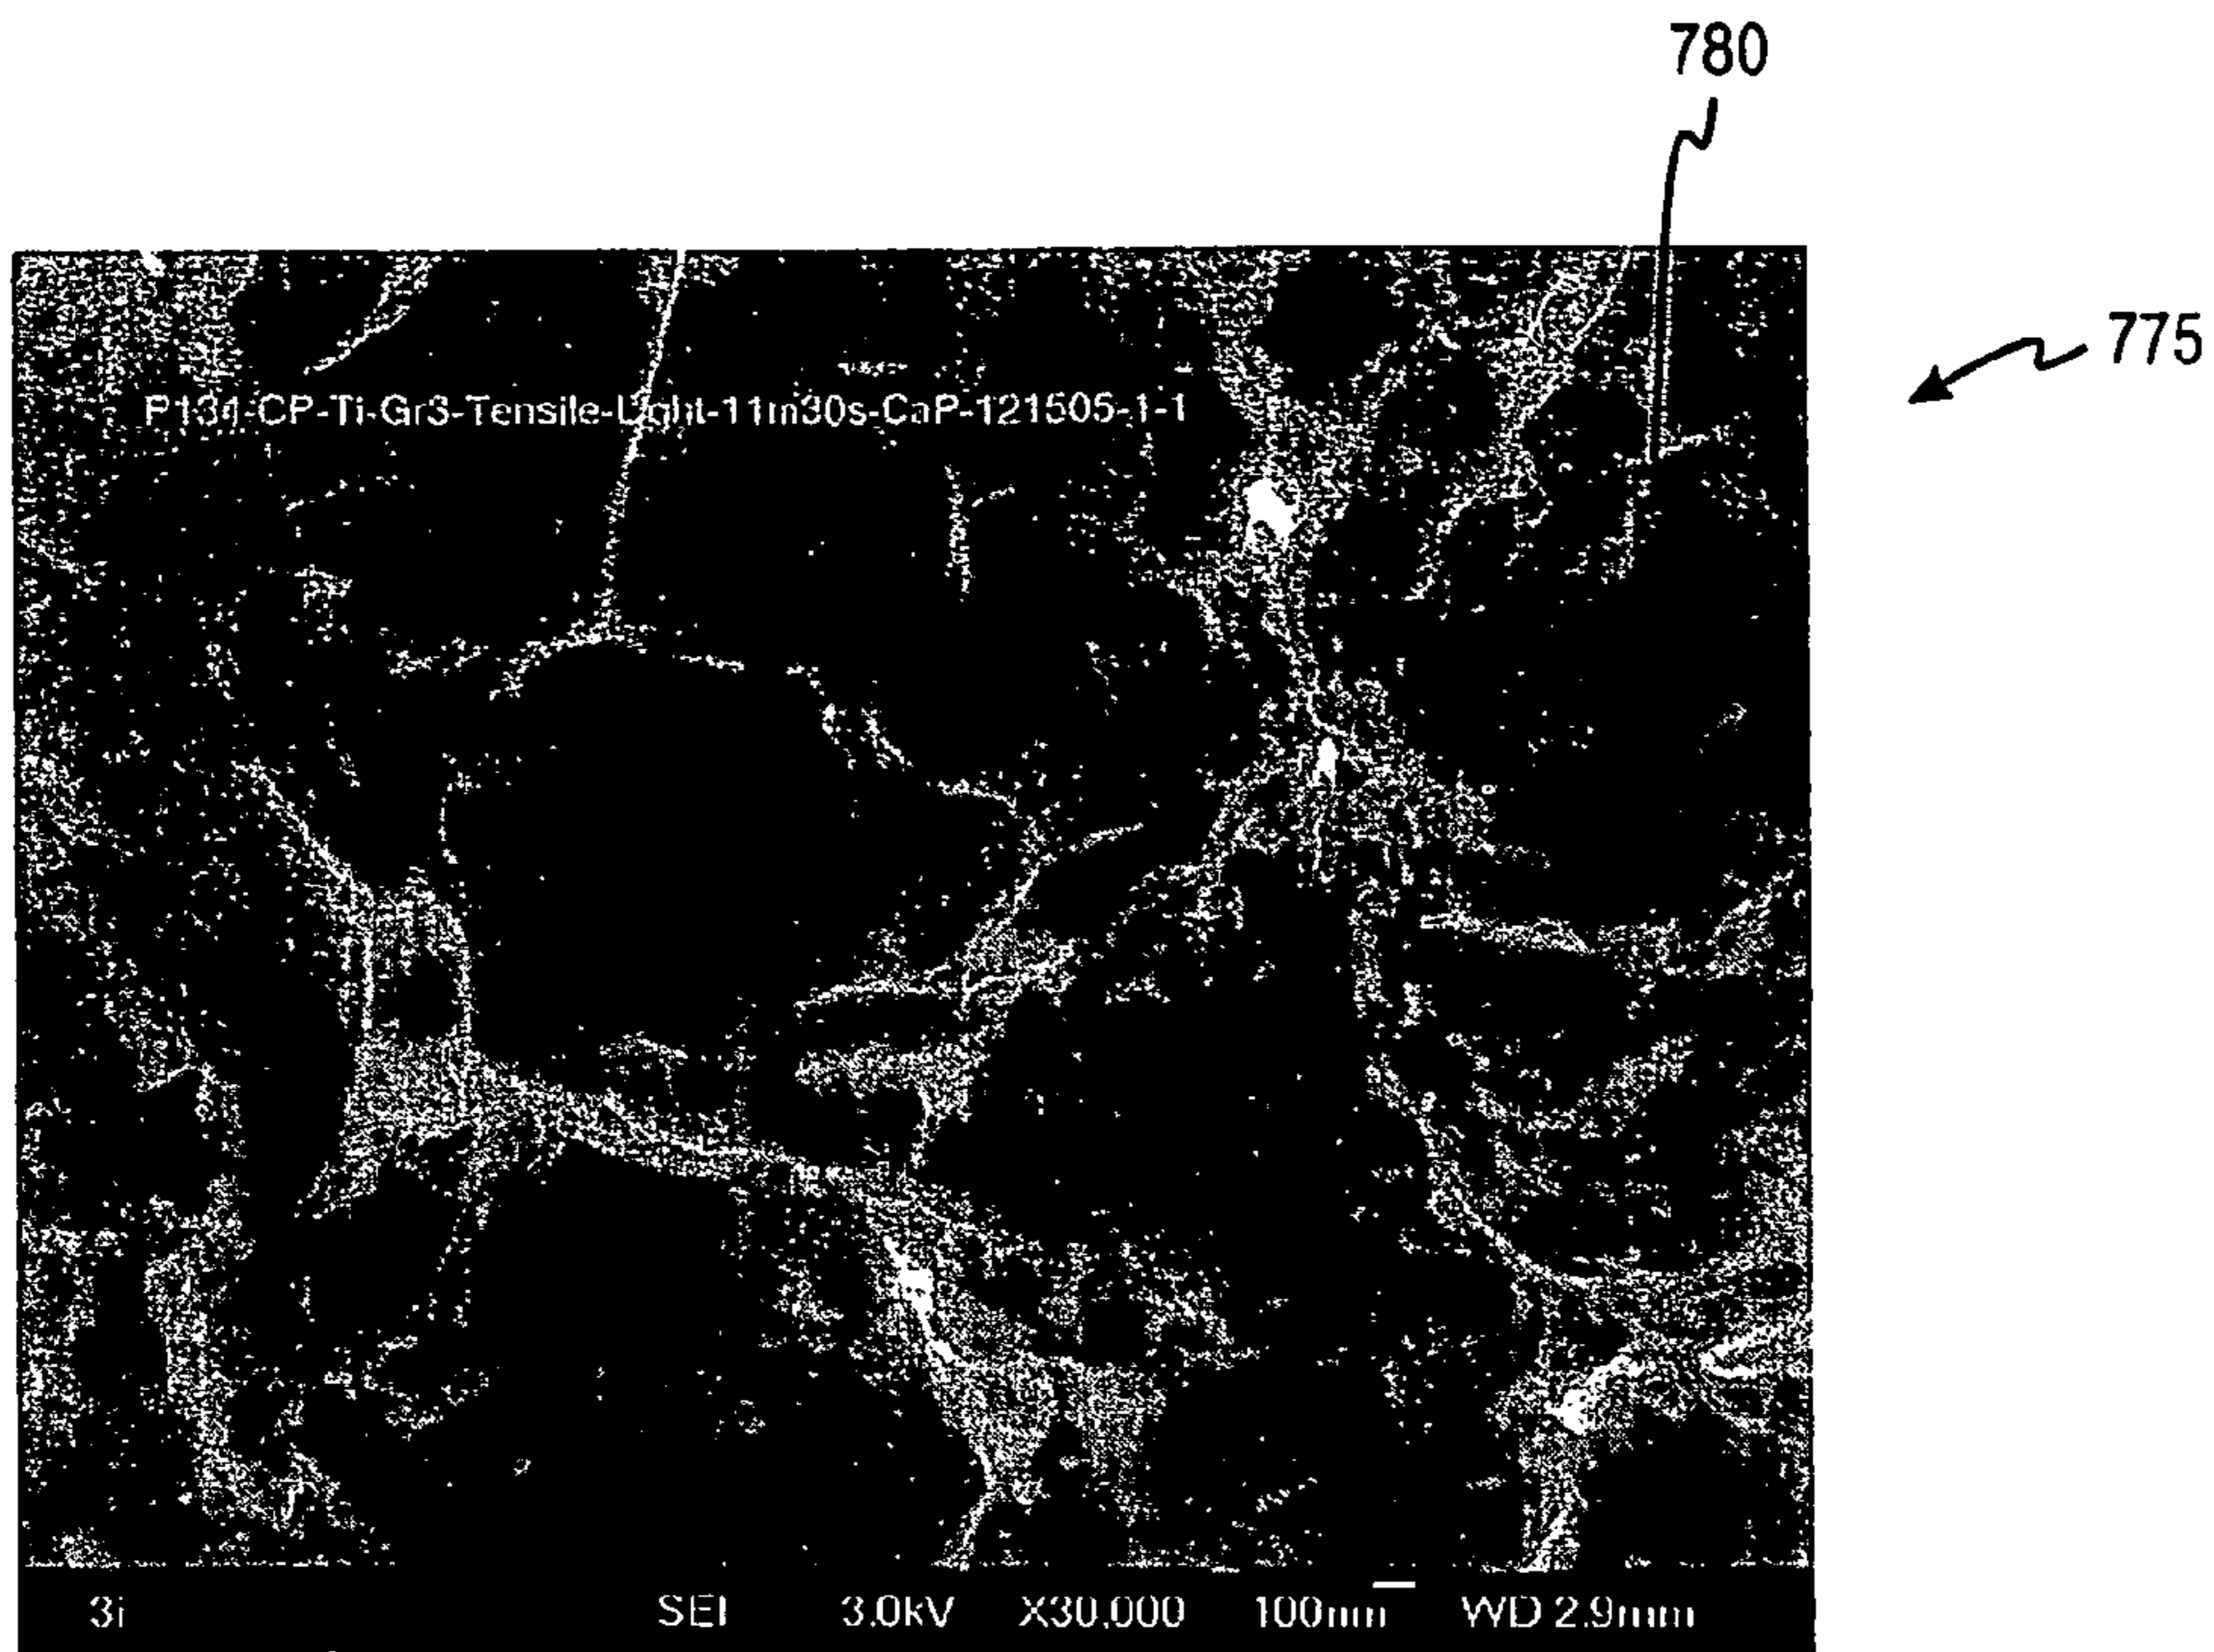 780
775
P134-CP-Ti-Gr3-Tensile-Light-11m30s-CaP-121505-1-1
3i SEI 3.0kV X30,000 100nm WD 2.9mm